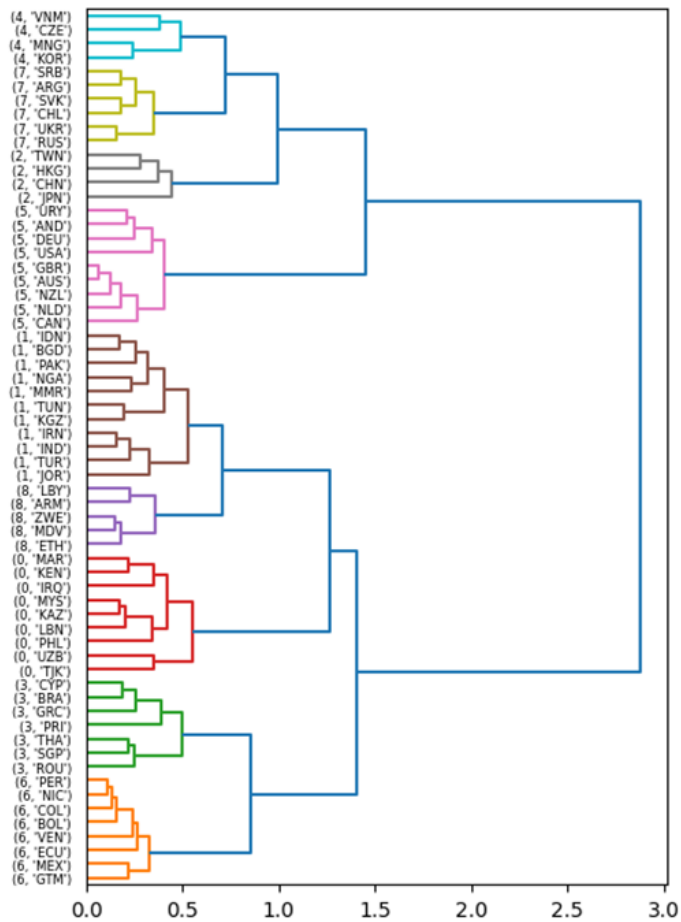 (4, 'VNM')
(4, 'CZE')
(4, 'MNG')
(4, 'KOR')
(7, 'SRB')
(7, 'ARG')
(7, 'SVK')
(7, 'CHL')
(7, 'UKR')
(7, 'RUS')
(2, 'TWN')
(2, 'HKG')
(2, 'CHN')
(2, 'JPN')
(5, 'URY')
(5, 'AND')
(5, 'DEU')
(5, 'USA')
(5, 'GBR')
(5, 'AUS')
(5, 'NZL')
(5, 'NLD')
(5, 'CAN')
(1, 'IDN')
(1, 'BGD')
(1, 'PAK')
(1, 'NGA')
(1, 'MMR')
(1, 'TUN')
(1, 'KGZ')
(1, 'IRN')
(1, 'IND')
(1, 'TUR')
(1, 'JOR')
(8, 'LBY')
(8, 'ARM')
(8, 'ZWE')
(8, 'MDV')
(8, 'ETH')
(0, 'MAR')
(0, 'KEN')
(0, 'IRQ')
(0, 'MYS')
(0, 'KAZ')
(0, 'LBN')
(0, 'PHL')
(0, 'UZB')
(0, 'TJK')
(3, 'CYP')
(3, 'BRA')
(3, 'GRC')
(3, 'PRI')
(3, 'THA')
(3, 'SGP')
(3, 'ROU')
(6, 'PER')
(6, 'NIC')
(6, 'COL')
(6, 'BOL')
(6, 'VEN')
(6, 'ECU')
(6, 'MEX')
(6, 'GTM')
0.0 0.5 1.0 1.5 2.0 2.5 3.0